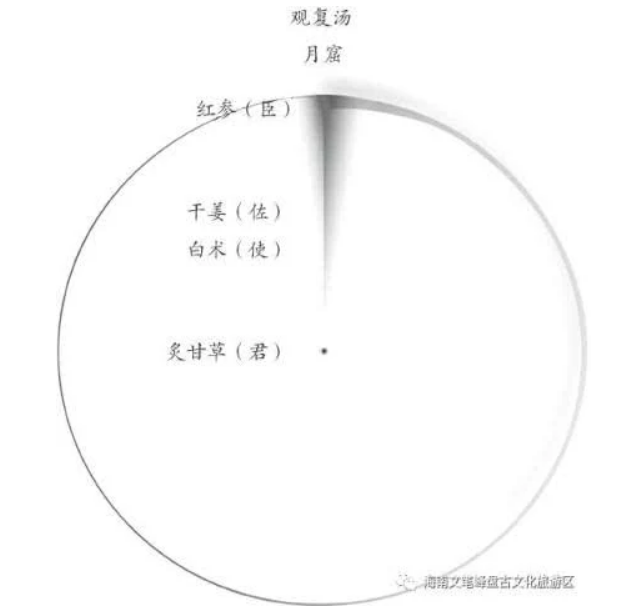 观复汤
月窟
红参（臣）
干姜（佐）
白术（使）
炙甘草（君）
海南文笔峰盘古文化旅游区